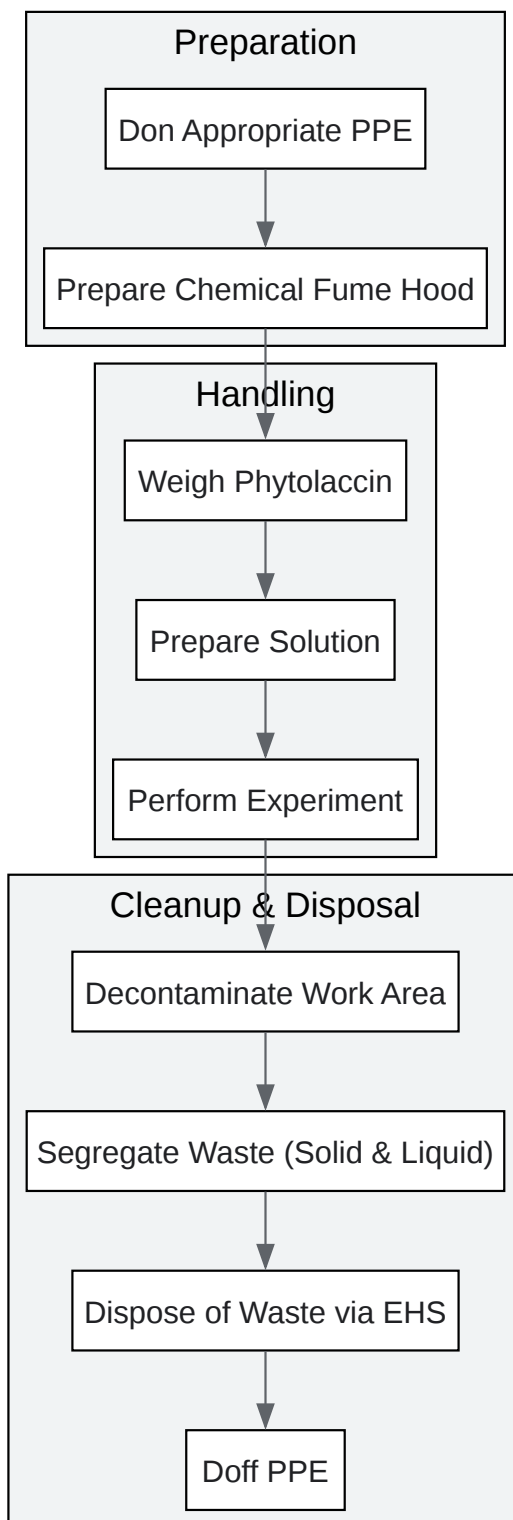 Preparation
Don Appropriate PPE
Prepare Chemical Fume Hood
Handling
Weigh Phytolaccin
Prepare Solution
Perform Experiment
Cleanup & Disposal
Decontaminate Work Area
Segregate Waste (Solid & Liquid)
Dispose of Waste via EHS
Doff PPE